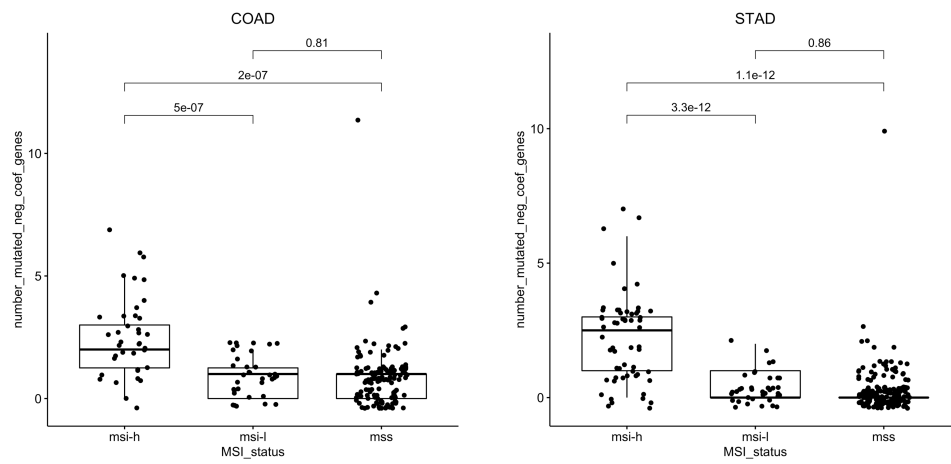 COAD
0.81
2e-07
5e-07
number_mutated_neg_coef_genes
10
5
0
msi-h msi-l mss
MSI_status
STAD
0.86
1.1e-12
3.3e-12
number_mutated_neg_coef_genes
10
5
0
msi-h msi-l mss
MSI_status